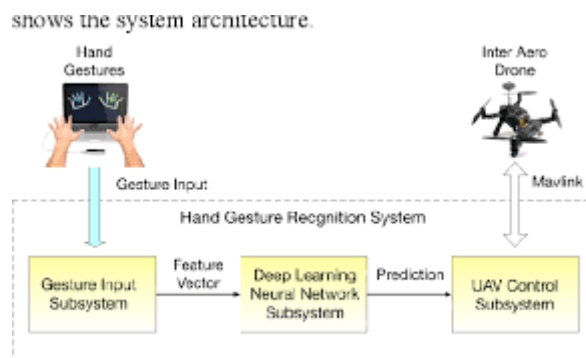 shows the system architecture.
Hand
Gestures
Inter Aero
Drone
Gesture Input
Mavlink
Hand Gesture Recgnition System
Gesture Input
Subsystem
Feature
Vector
Deep Learning
Neural Network
Subsystem
Prediction
UAV Control
Subsystem